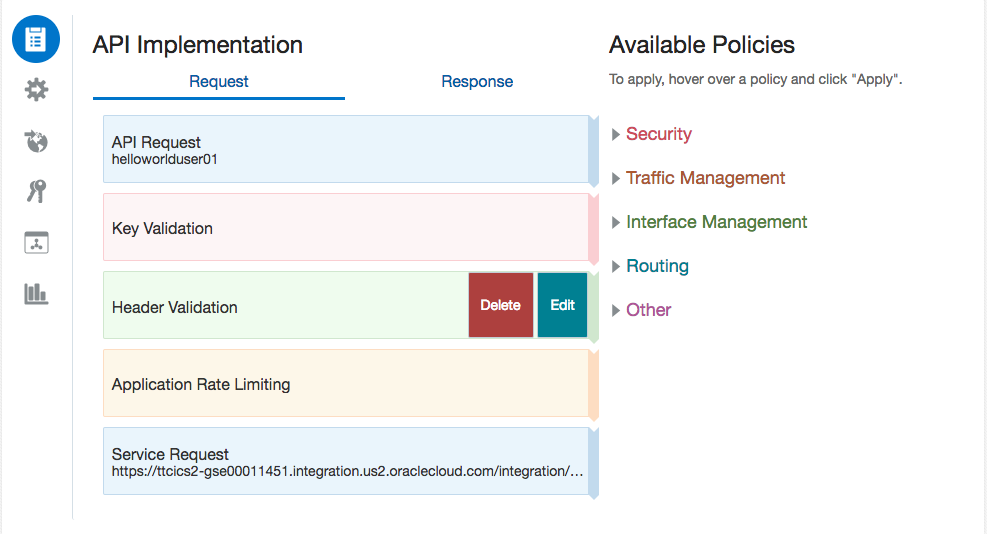 API Implementation
Request
Response
API Request
helloworlduser01
Key Validation
Header Validation
Delete
Edit
Application Rate Limiting
Service Request
https://ttcics2-gse00011451.integration.us2.oraclecloud.com/integration/...
Available Policies
To apply, hover over a policy and click "Apply".
Security
Traffic Management
Interface Management
Routing
Other